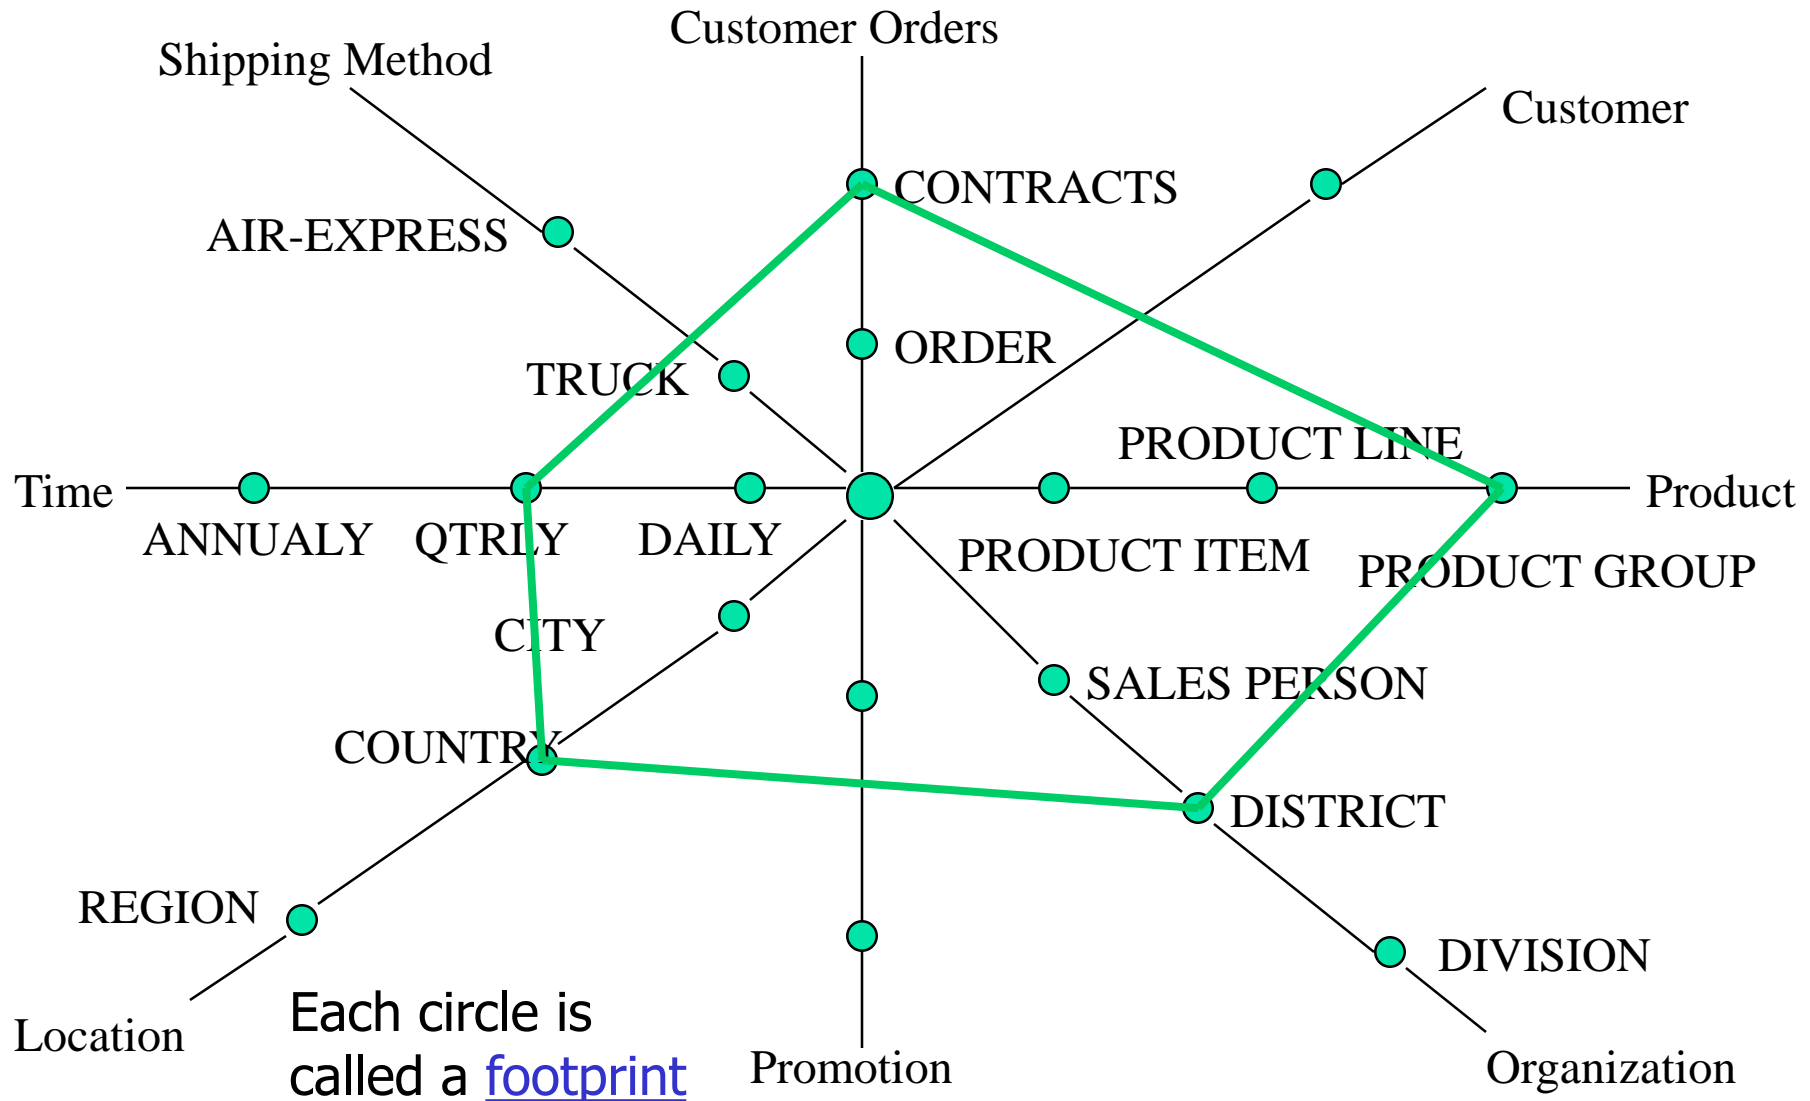 Customer Orders
Shipping Method
Customer
CONTRACTS
AIR-EXPRESS
ORDER
TRUCK
PRODUCT LINE
Time
Product
ANNUALY
QTRLY
DAILY
PRODUCT ITEM
PRODUCT GROUP
CITY
SALES PERSON
COUNTRY
DISTRICT
REGION
DIVISION
Location
Each circle is
called a footprint
Promotion
Organization